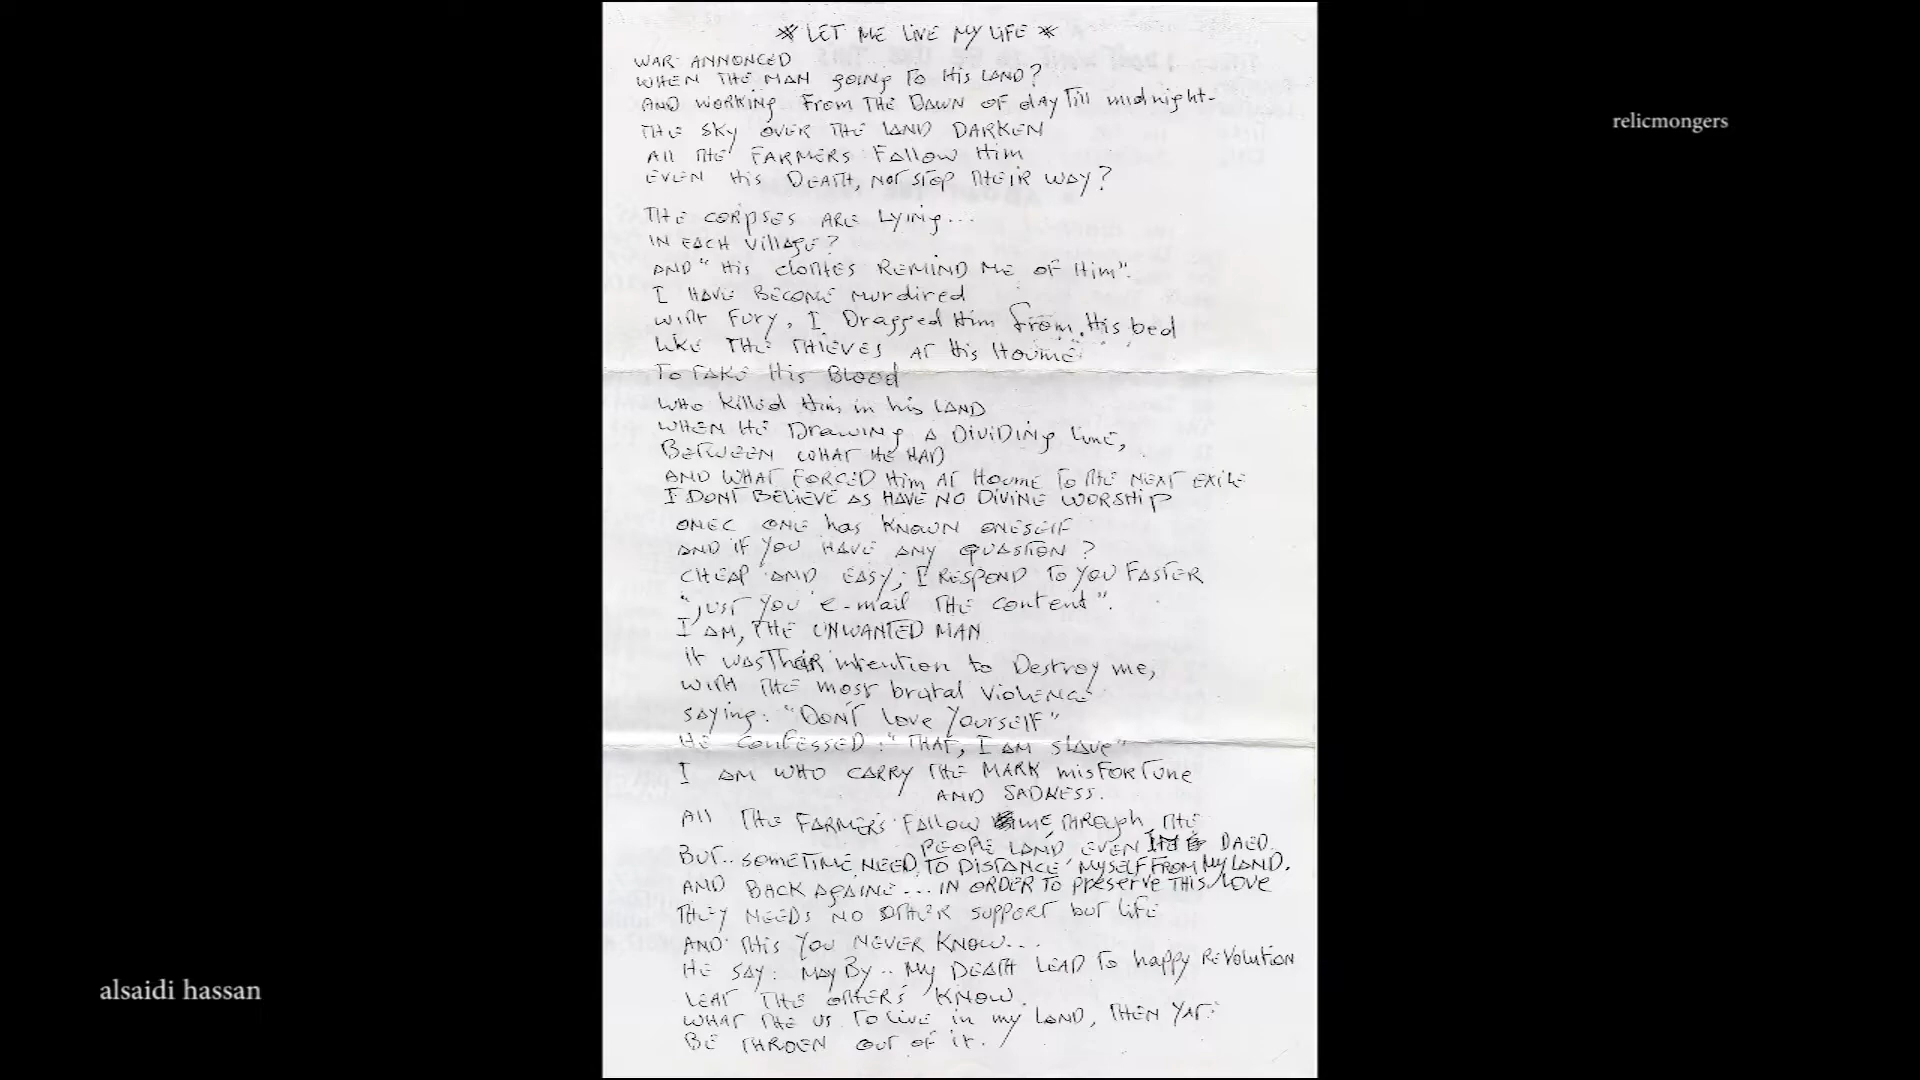 * LET ME LIVE MY LIFE *
WAR ANNONCED
WHEN THE MAN going To His LAND?
AND WORKING From THE DAWN OF day Till midnight-
THE SKY OVER THE LAND DARKEN
All THE FARMERS Fallow Him
EVEN His DEATH, NOT STOP THEIR WAY?
THE CORPSES ARE Lying...
IN EACH VillAge?
AND "His cloHTES REMIND ME OF Him".
I HAVE BECOME murdired
WITH Fury, I Dragged Him From His bed
LIKE THE THIEVES AT His Houme
To TAKE His Blood
WHO Killed Him in his LAND
WHEN HE DrawINg A DIVIDINg Line,
BETWEEN WHAT HE HAD
AND WHAT FORCED Him AT Houme To THE NEXT EXILE
I DONT BELIEVE AS HAVE NO DIVINE WORSHIP
ONEC ONE has KNOWN ONESElF
AND IF YOU HAVE ANY QUASTION?
CHEAP AND EASY, I RESPOND TO YOU FASTER
"JUST YOU e-mail THE content".
I AM, THE UNWANTED MAN
It WAS THEIR intention to Destroy me,
WITH THE most brutal VIOLENCE
saying: "DON'T love YourSElF"
HE CONFESSED: "THAT, I AM slave"
I AM WHO CARRY THE MARK misFORTUNE
AND SADNESS.
All THE FARMERS FAllow me THROUGH THE
PEOPLE LAND EVEN DAED.
BUT.. SOMETIME NEED TO DISTANCE MYSELF FROM MY LAND.
AND BACK AGAINE... IN ORDER TO PreserVe THIS LOVE
THEY NEEDS NO OTHER SUPPORT but LiFE
AND THis YOU NEVER KNOW...
HE SAY: MAY BY.. MY DEATH LEAD To happy REVOLUTION
LEAT THE OTHERS KNOW.
WHAT THE US To LIVE in my LAND, THEN
BE THROEN OUT OF iT.
relicmongers
alsaidi hassan